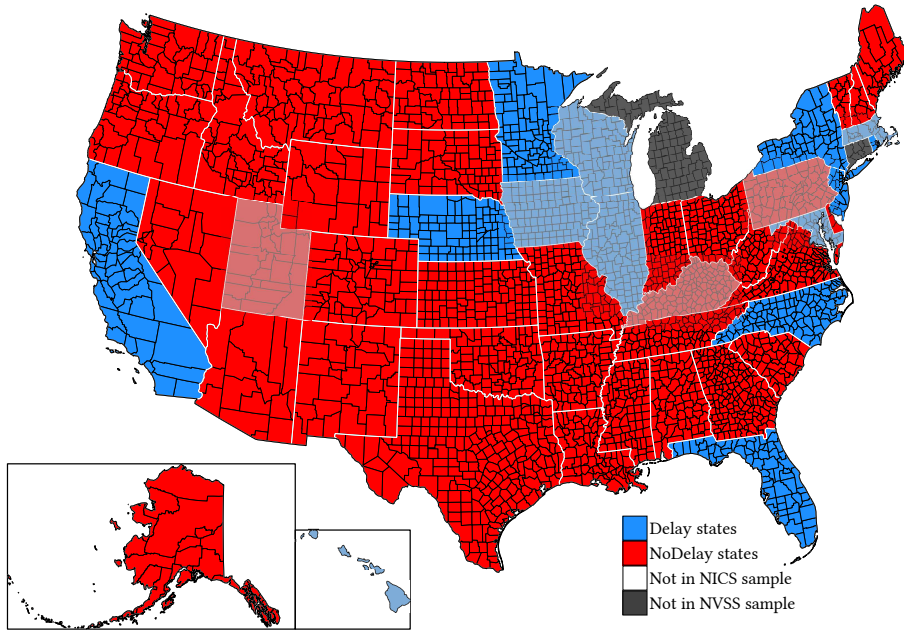 Delay states
NoDelay states
Not in NICS sample
Not in NVSS sample